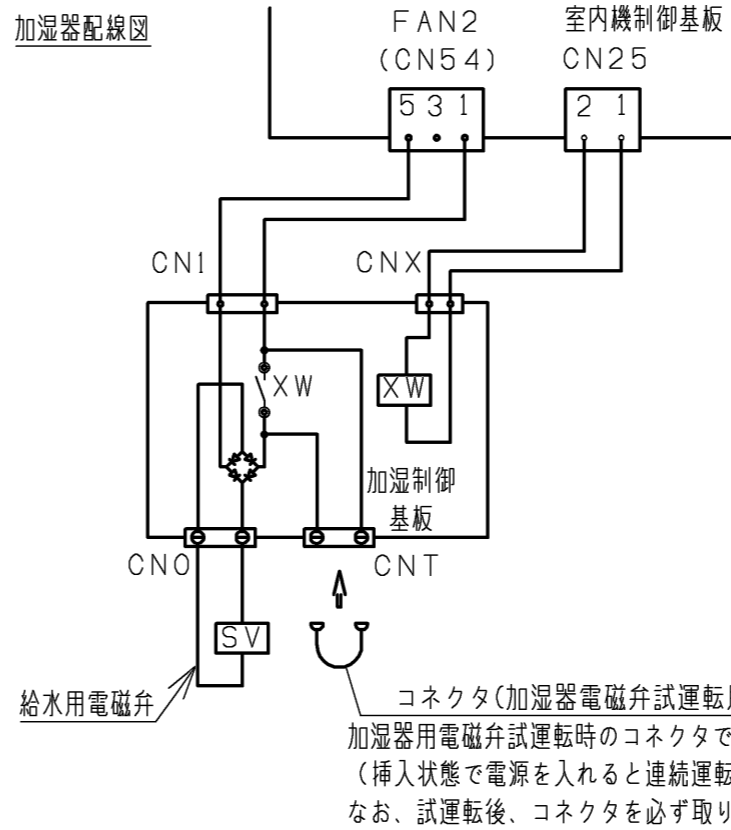 加湿器配線図
FAN2
(CN54)
室内機制御基板
CN25
5 3 1
2 1
CN1
CNX
XW
XW
加湿制御
基板
CNO
CNT
SV
給水用電磁弁
コネクタ(加湿器電磁弁試運転
加湿器用電磁弁試運転時のコネクタで
(挿入状態で電源を入れると連続運転
なお、試運転後、コネクタを必ず取り